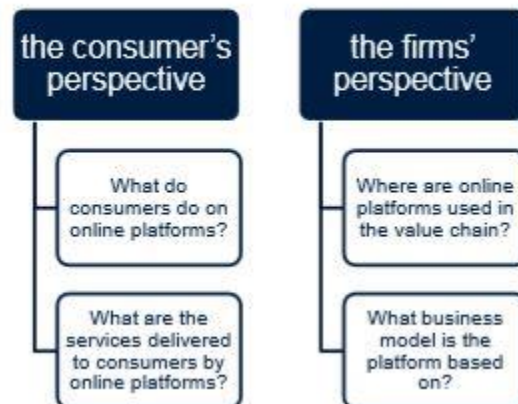 the consumer's
perspective
What do
consumers do on
online platforms?
What are the
services delivered
to consumers by
online platforms?
the firms'
perspective
Where are online
platforms used in
the value chain?
What business
model is the
platform based
on?